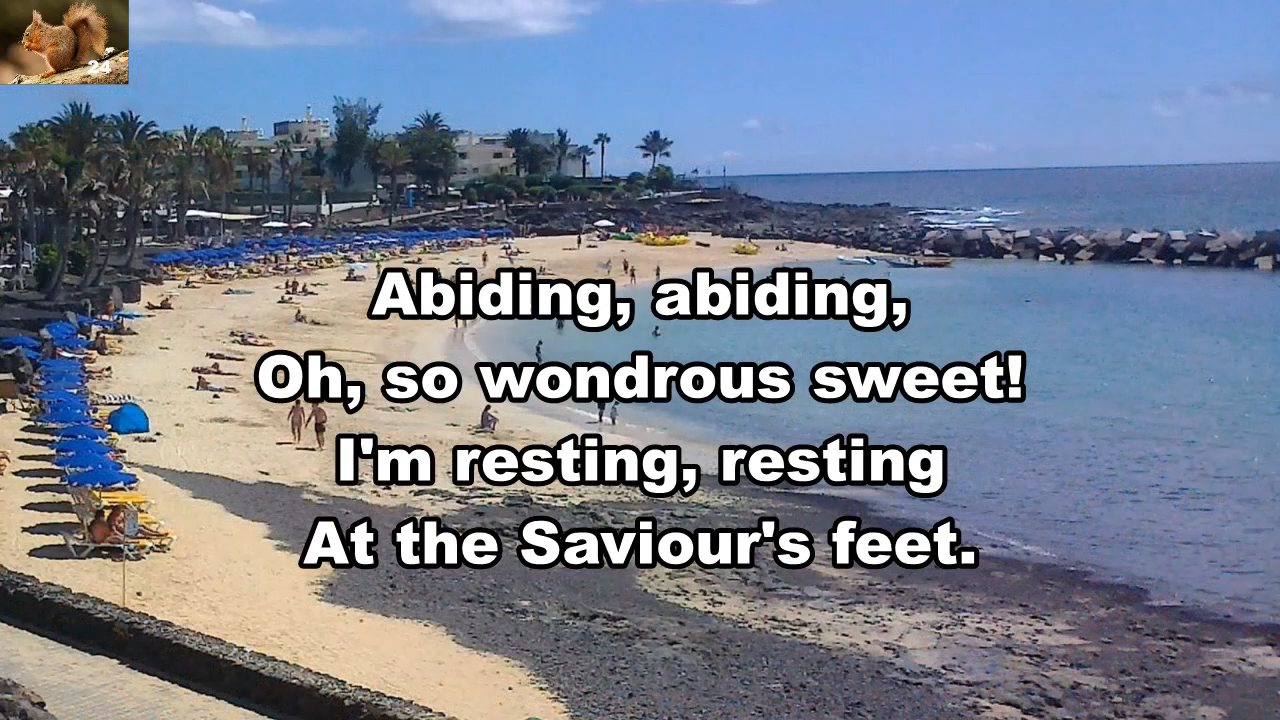 24
Abiding, abiding,
Oh, so wondrous sweet!
I'm resting, resting
At the Saviour's feet.